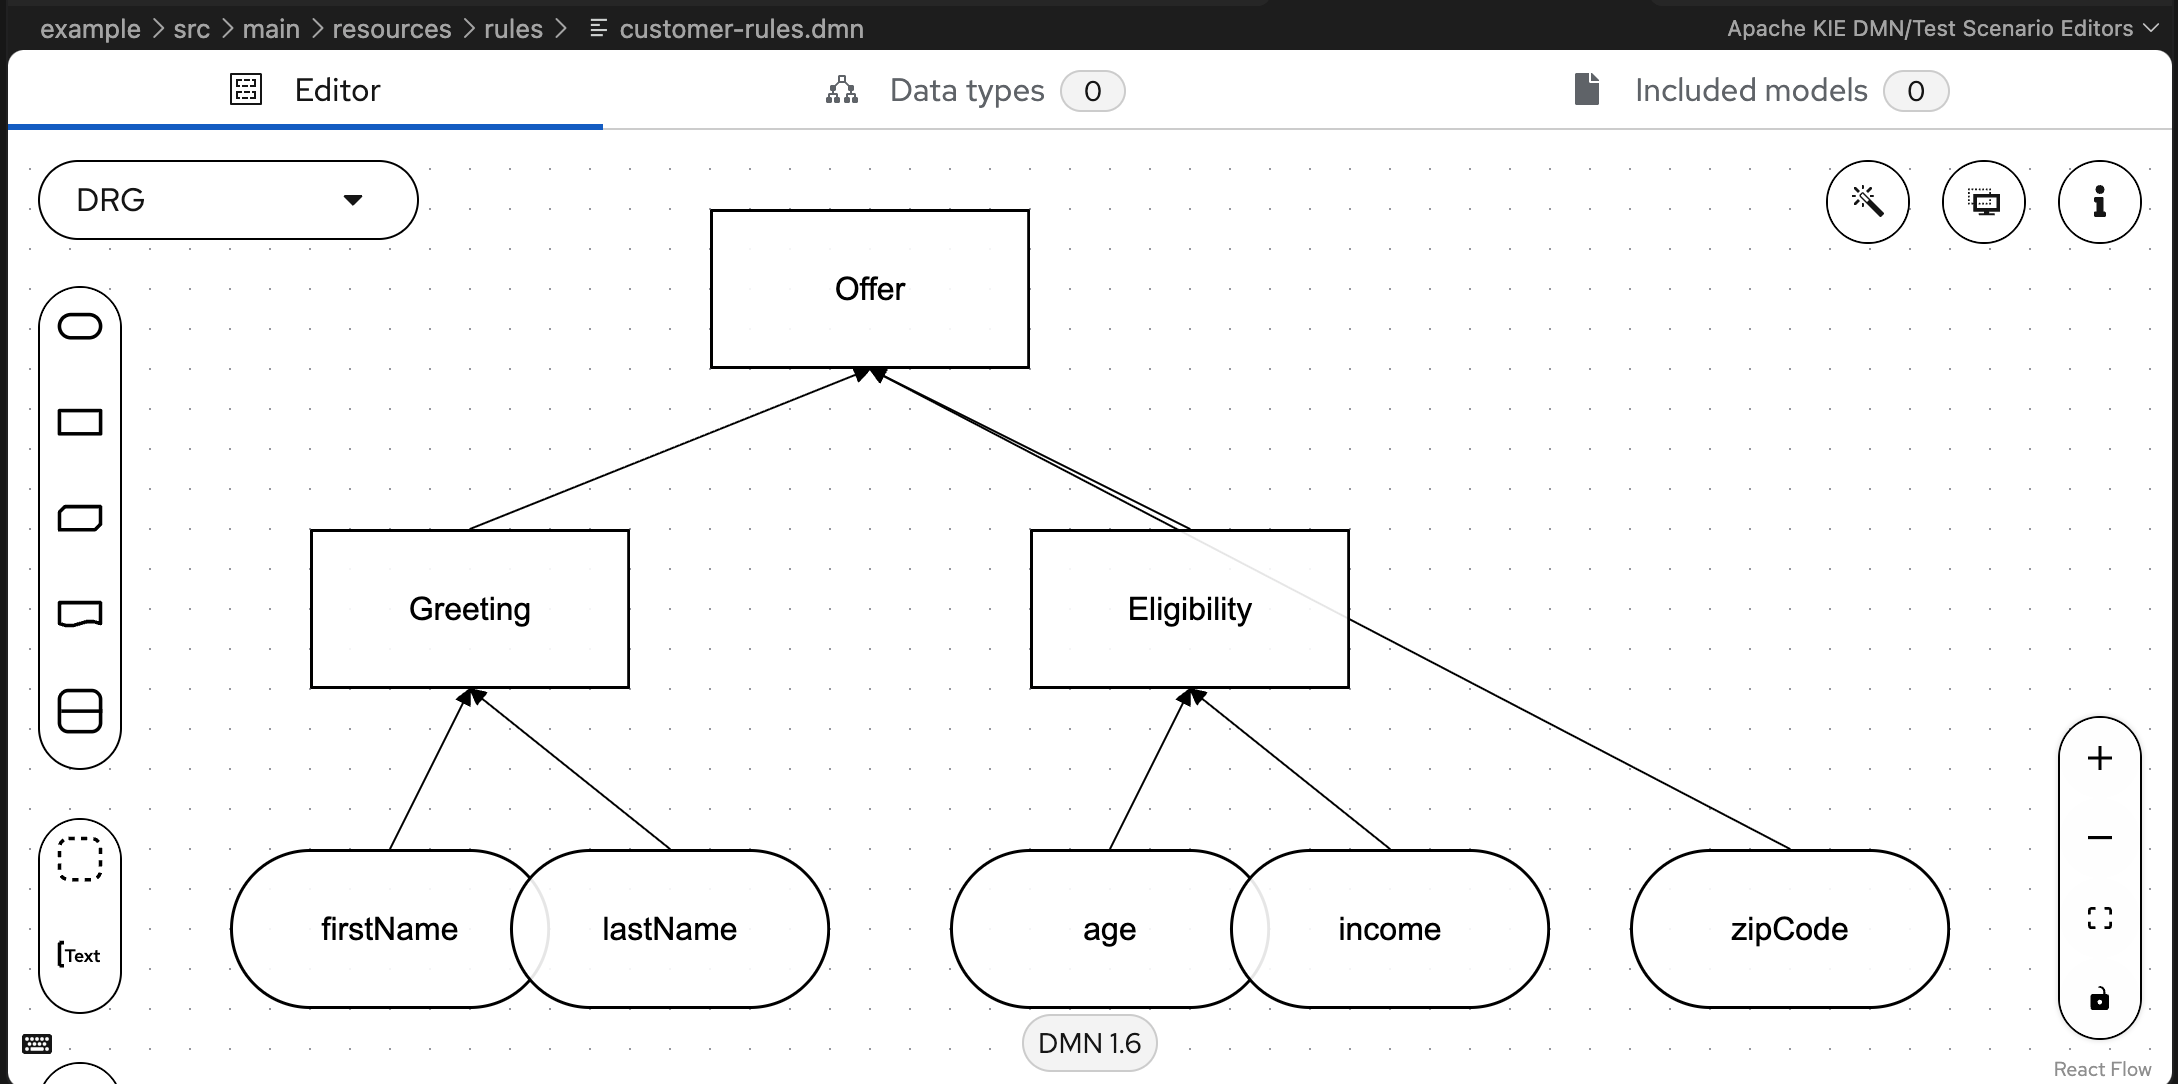 example > src > main > resources > rules > customer-rules.dmn
Apache KIE DMN/Test Scenario Editors
Editor
Data types 0
Included models 0
DRG
Offer
Greeting
Eligibility
firstName
lastName
age
income
zipCode
Text
DMN 1.6
React Flow